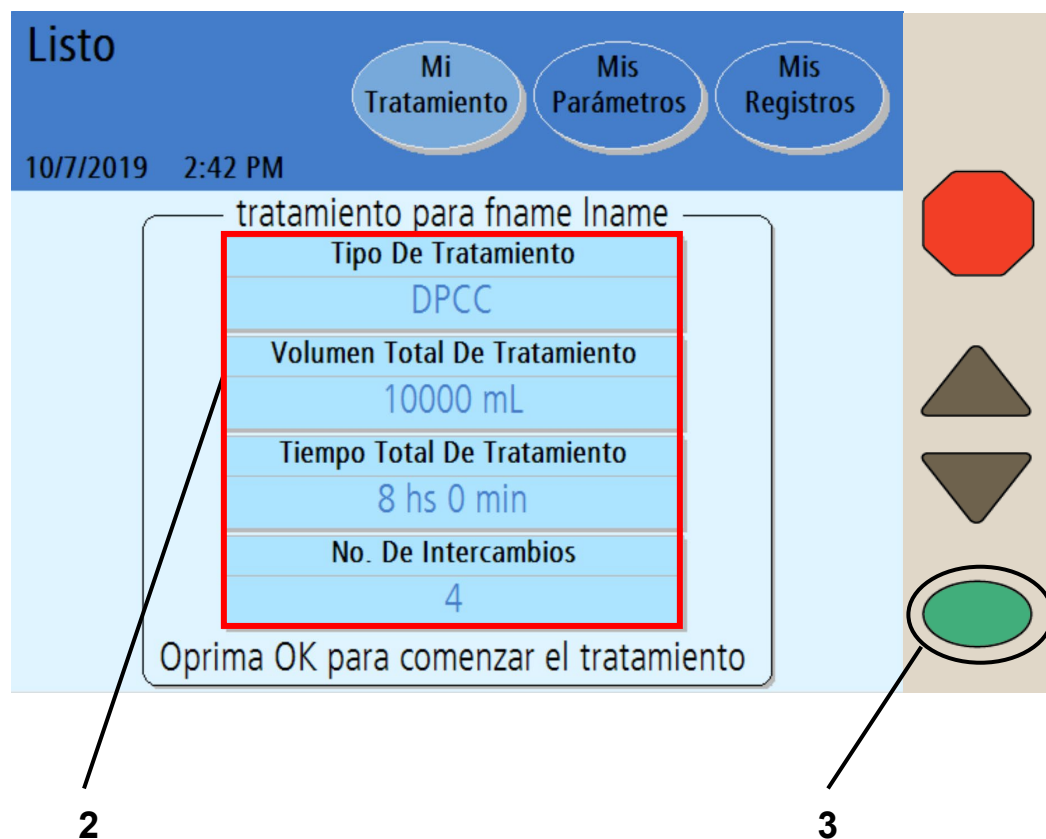 Listo
Mi
Tratamiento
Mis
Parámetros
Mis
Registros
10/7/2019 2:42 PM
tratamiento para fname lname
Tipo De Tratamiento
DPCC
Volumen Total De Tratamiento
10000 mL
Tiempo Total De Tratamiento
8 hs 0 min
No. De Intercambios
4
Oprima OK para comenzar el tratamiento
2
3